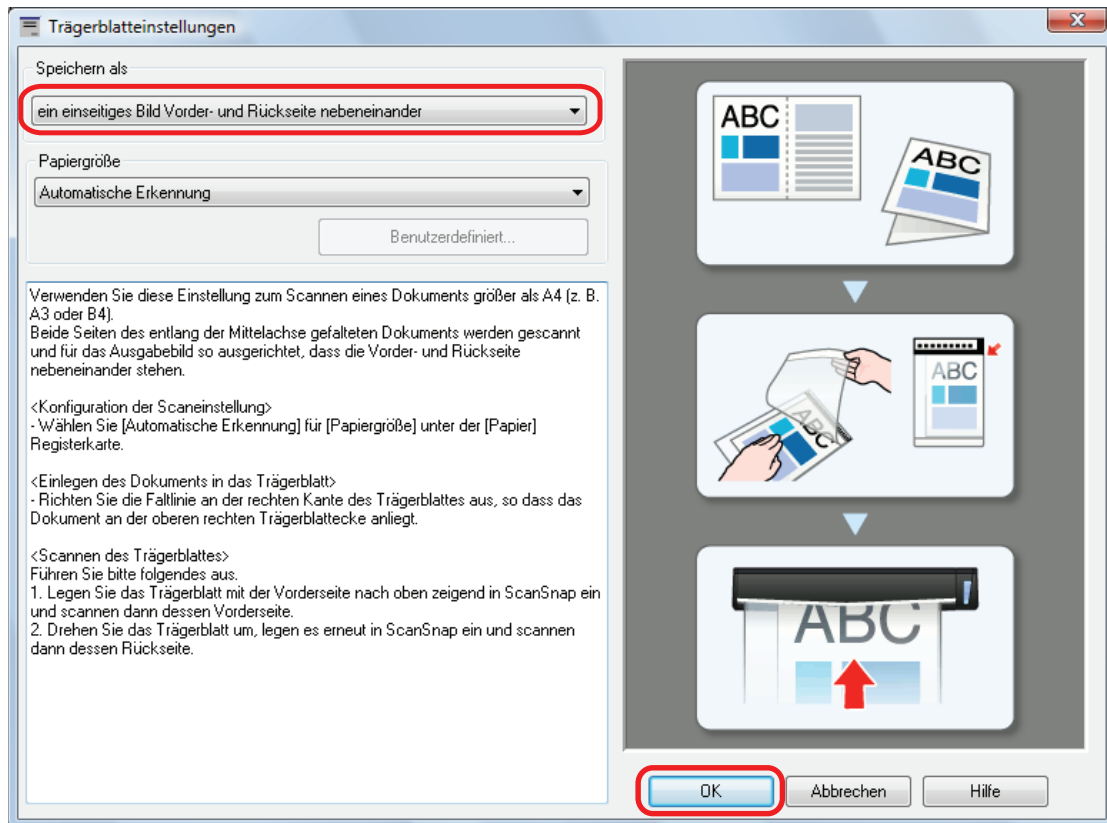 Trägerblatteinstellungen
Speichern als
ein einseitiges Bild Vorder- und Rückseite nebeneinander
Papiergröße
Automatische Erkennung
Benutzerdefiniert...
Verwenden Sie diese Einstellung zum Scannen eines Dokuments größer als A4 (z. B.
A3 oder B4).
Beide Seiten des entlang der Mittelachse gefalteten Dokuments werden gescannt
und für das Ausgabebild so ausgerichtet, dass die Vorder- und Rückseite
nebeneinander stehen.
<Konfiguration der Scaneinstellung>
- Wählen Sie [Automatische Erkennung] für [Papiergröße] unter der [Papier]
Registerkarte.
<Einlegen des Dokuments in das Trägerblatt>
- Richten Sie die Faltlinie an der rechten Kante des Trägerblattes aus, so dass das
Dokument an der oberen rechten Trägerblattecke anliegt.
<Scannen des Trägerblattes>
Führen Sie bitte folgendes aus.
1. Legen Sie das Trägerblatt mit der Vorderseite nach oben zeigend in ScanSnap ein
und scannen dann dessen Vorderseite.
2. Drehen Sie das Trägerblatt um, legen es erneut in ScanSnap ein und scannen
dann dessen Rückseite.
ABC
ABC
ABC
ABC
ABC
OK
Abbrechen
Hilfe